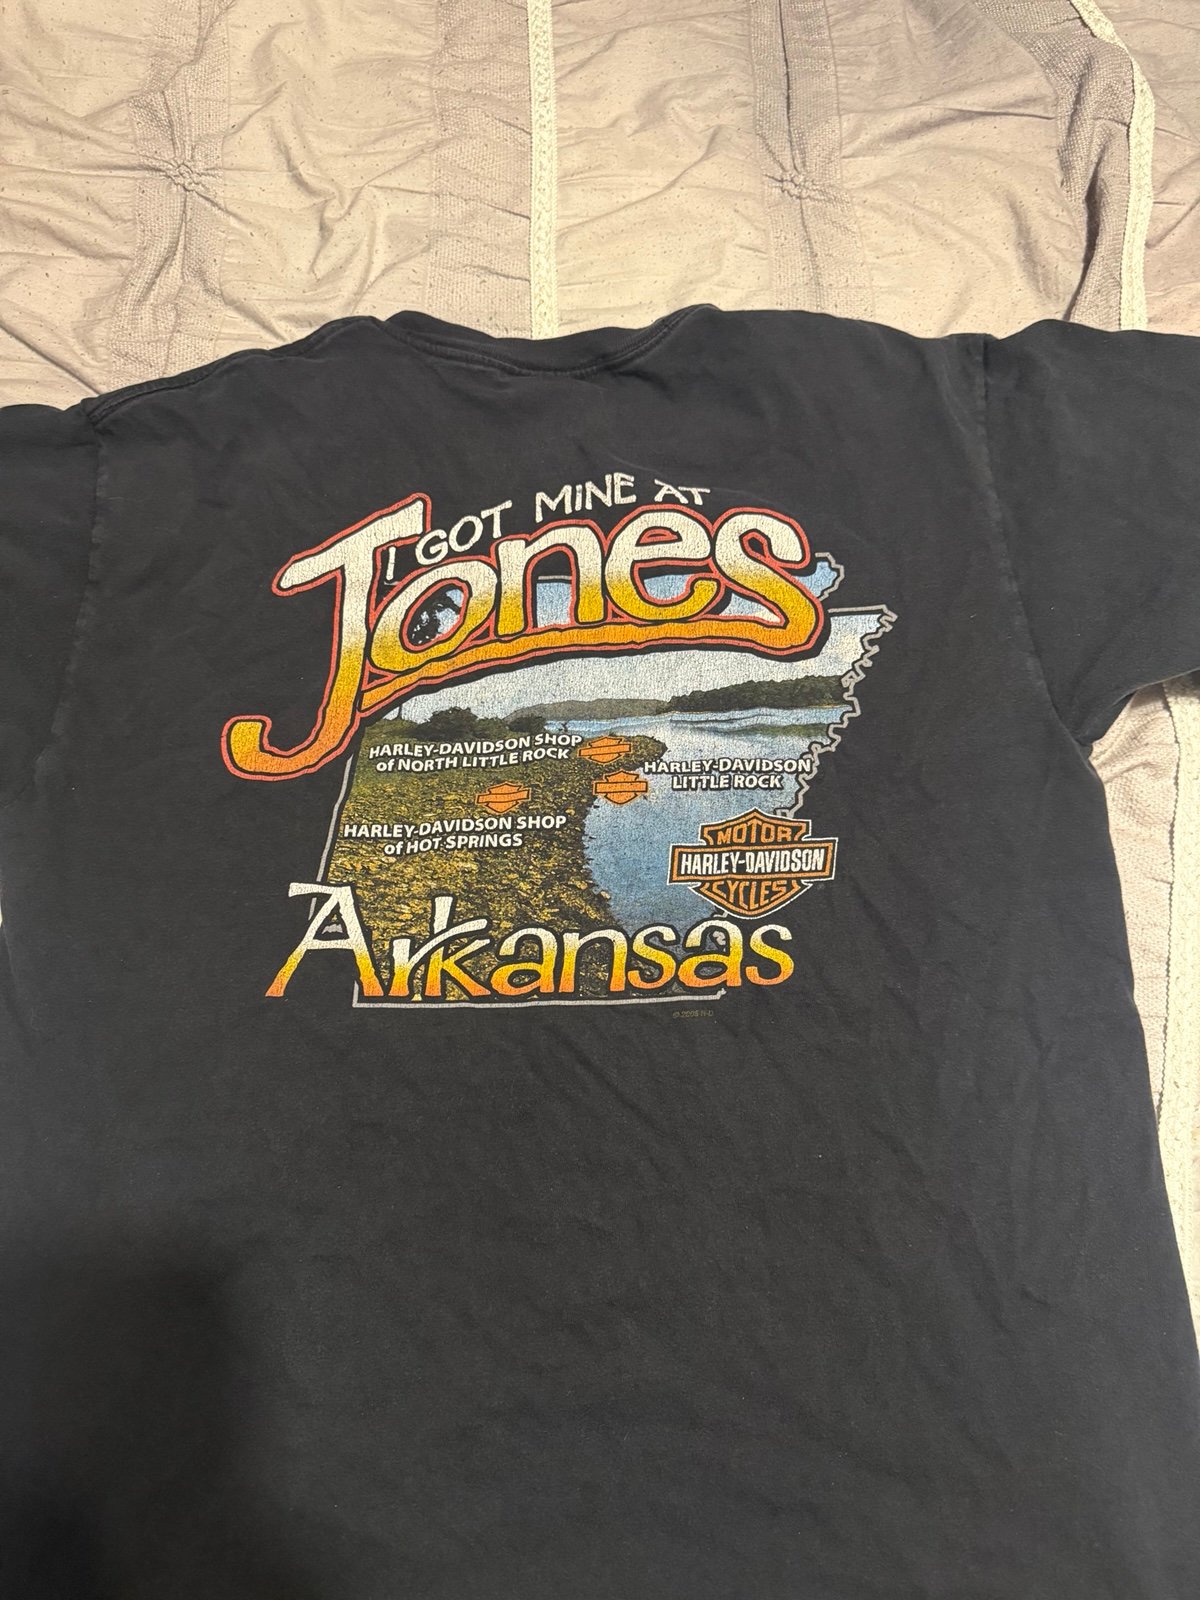 I GOT MINE AT
Jones
HARLEY-DAVIDSON SHOP
of NORTH LITTLE ROCK
HARLEY-DAVIDSON
LITTLE ROCK
HARLEY-DAVIDSON SHOP
of HOT SPRINGS
MOTOR
HARLEY-DAVIDSON
CYCLES
Arkansas